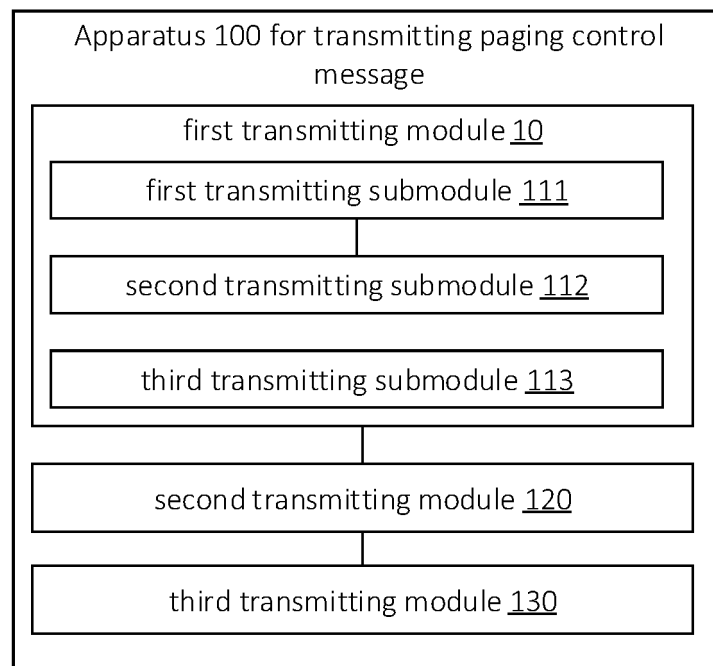 Apparatus 100 for transmitting paging control
message
first transmitting module 10
first transmitting submodule 111
second transmitting submodule 112
third transmitting submodule 113
second transmitting module 120
third transmitting module 130